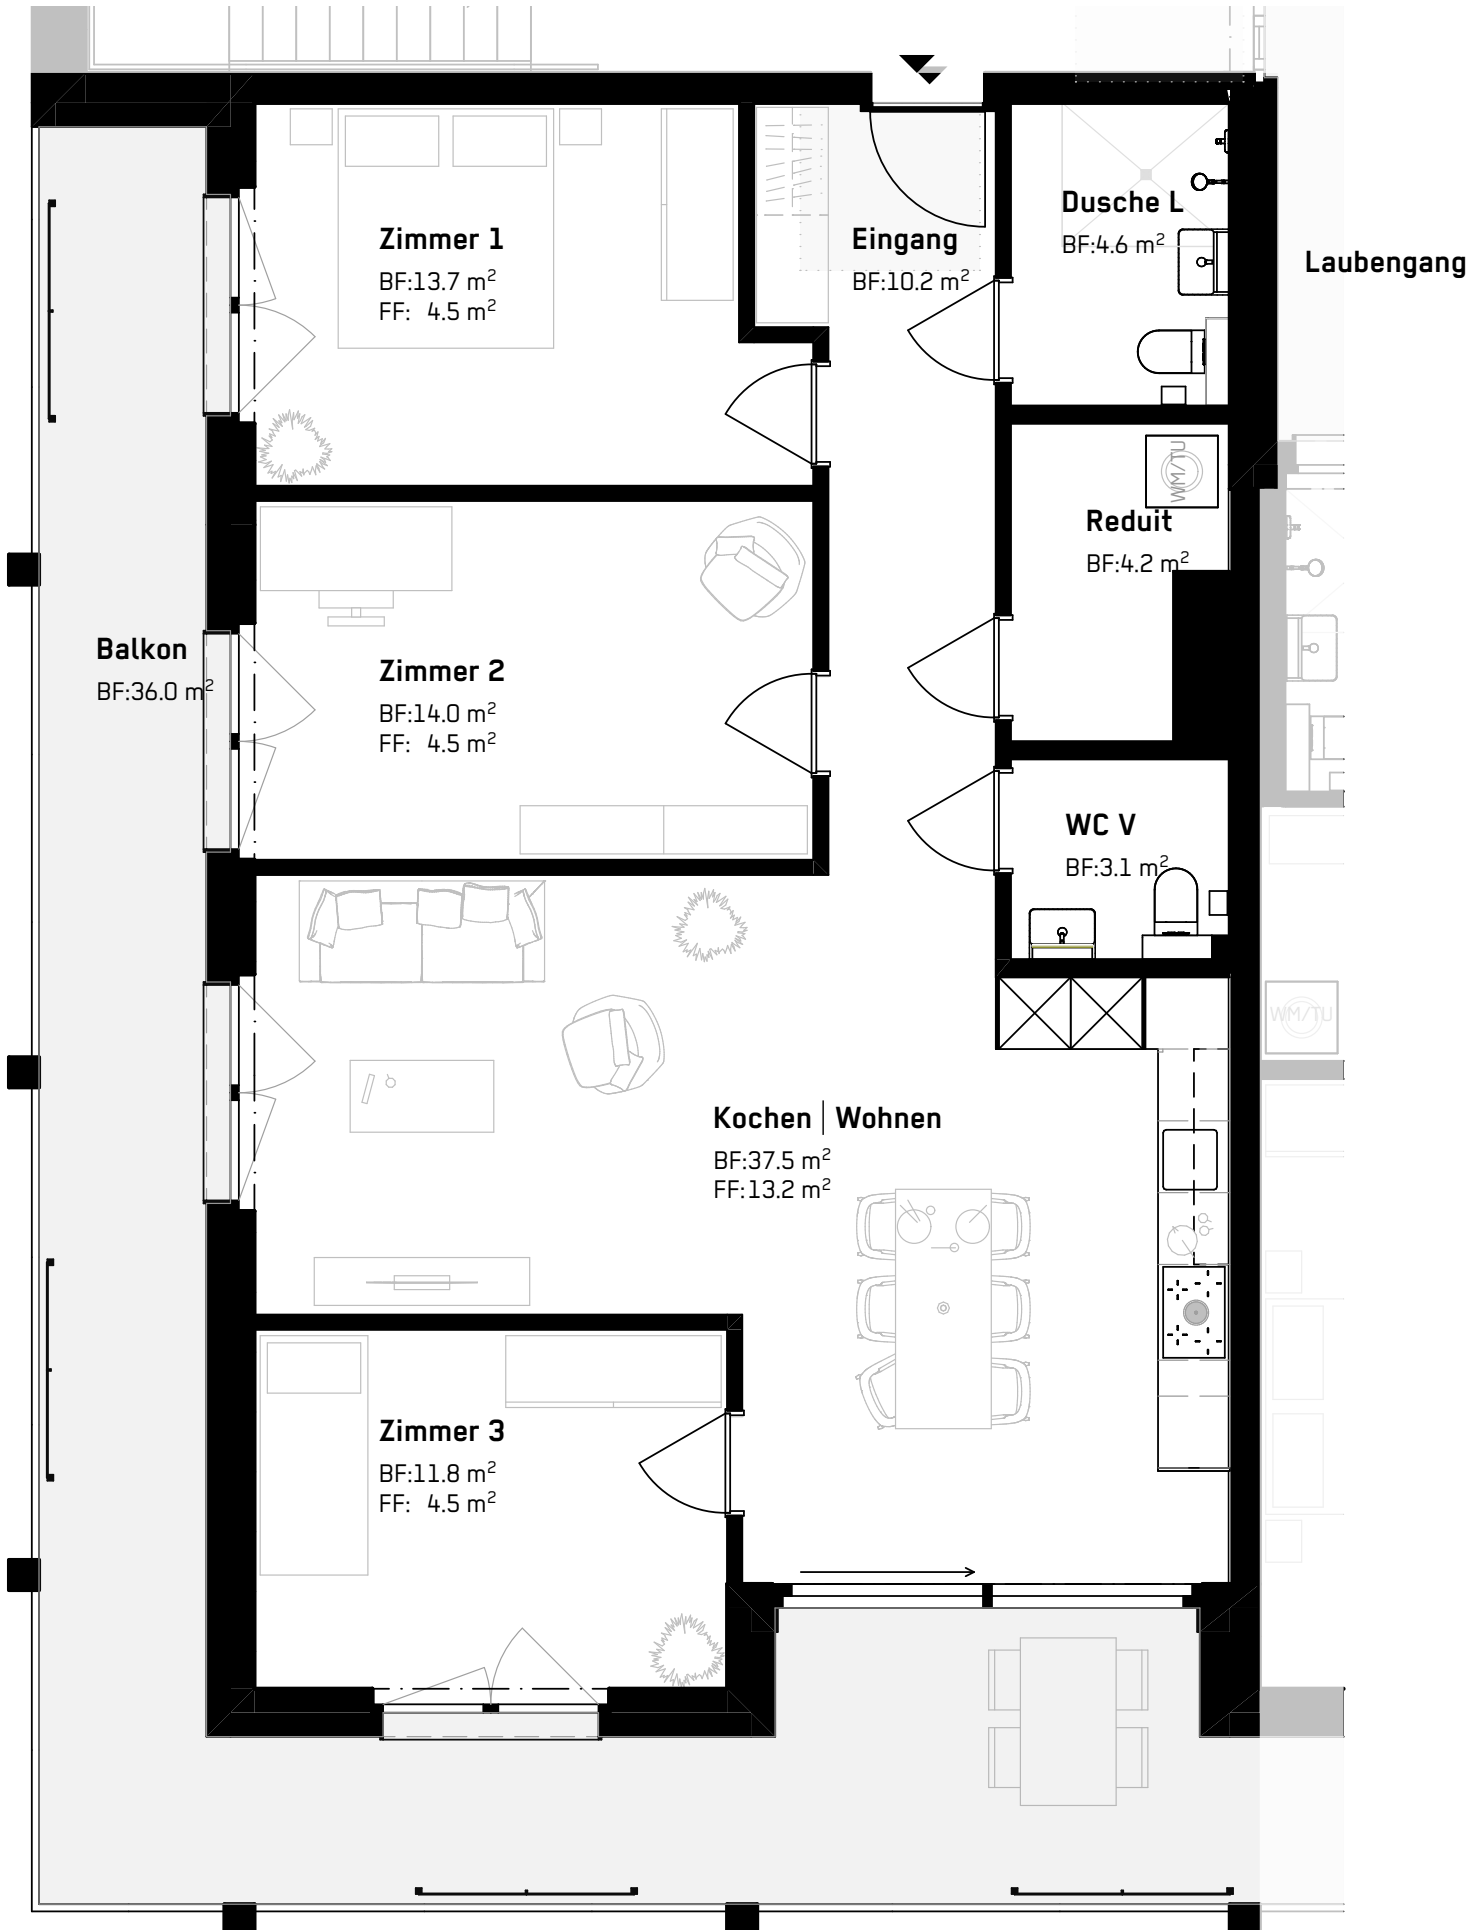 Zimmer 1
BF:13.7 m²
FF: 4.5 m²
Eingang
BF:10.2 m²
Dusche L
BF:4.6 m²
Laubengang
WM/TU
Reduit
BF:4.2 m²
Balkon
BF:36.0 m²
Zimmer 2
BF:14.0 m²
FF: 4.5 m²
WC V
BF:3.1 m²
WM/TU
Kochen | Wohnen
BF:37.5 m²
FF:13.2 m²
Zimmer 3
BF:11.8 m²
FF: 4.5 m²